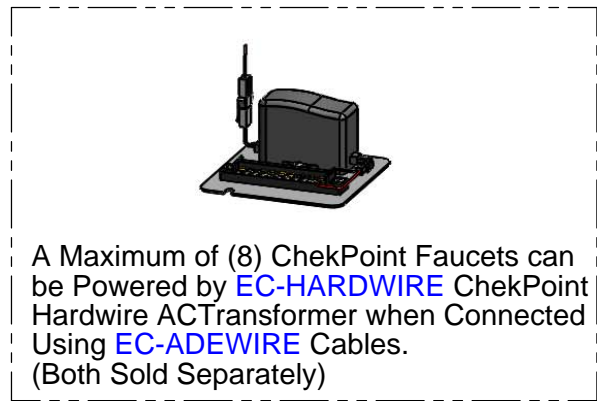 A Maximum of (8) ChekPoint Faucets can
be Powered by EC-HARDWIRE ChekPoint
Hardwire ACTransformer when Connected
Using EC-ADEWIRE Cables.
(Both Sold Separately)